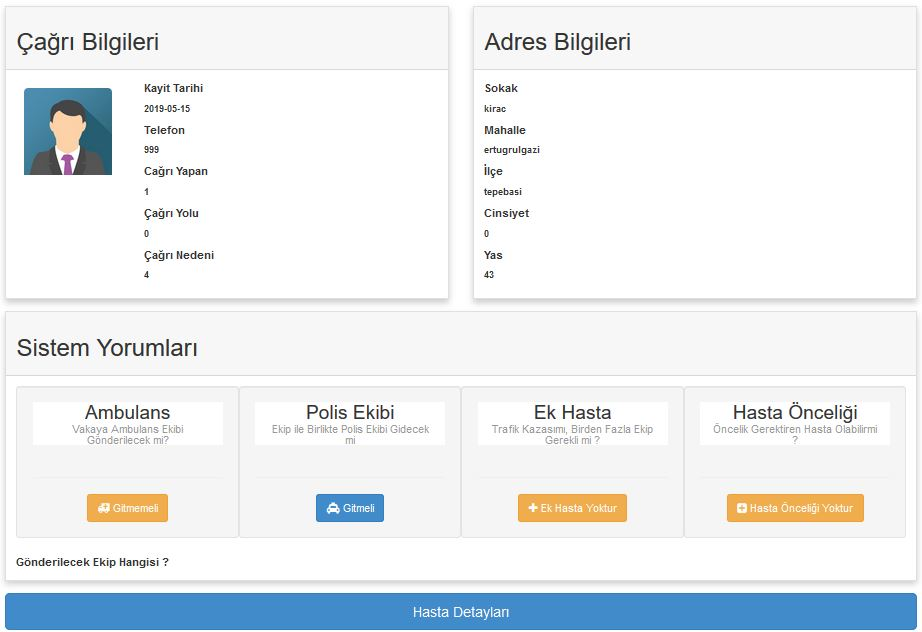 Çağrı Bilgileri
Kayit Tarihi
2019-05-15
Telefon
999
Cağrı Yapan
1
Çağrı Yolu
0
Çağrı Nedeni
4
Adres Bilgileri
Sokak
kirac
Mahalle
ertugrulgazi
İlçe
tepebasi
Cinsiyet
0
Yas
43
Sistem Yorumları
Ambulans
Vakaya Ambulans Ekibi
Gönderilecek mi?
Gitmemeli
Polis Ekibi
Ekip ile Birlikte Polis Ekibi Gidecek
mi
Gitmeli
Ek Hasta
Trafik Kazasımı, Birden Fazla Ekip
Gerekli mi ?
Ek Hasta Yoktur
Hasta Önceliği
Öncelik Gerektiren Hasta Olabilirmi
?
Hasta Önceliği Yoktur
Gönderilecek Ekip Hangisi ?
Hasta Detayları